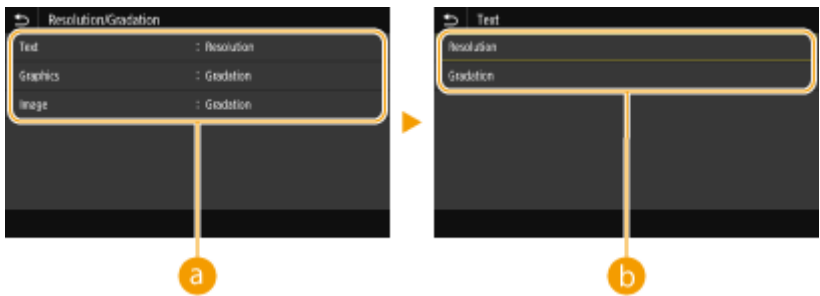 Resolution/Gradation
Text : Resolution
Graphics : Gradation
Image : Gradation
a
Text
Resolution
Gradation
b